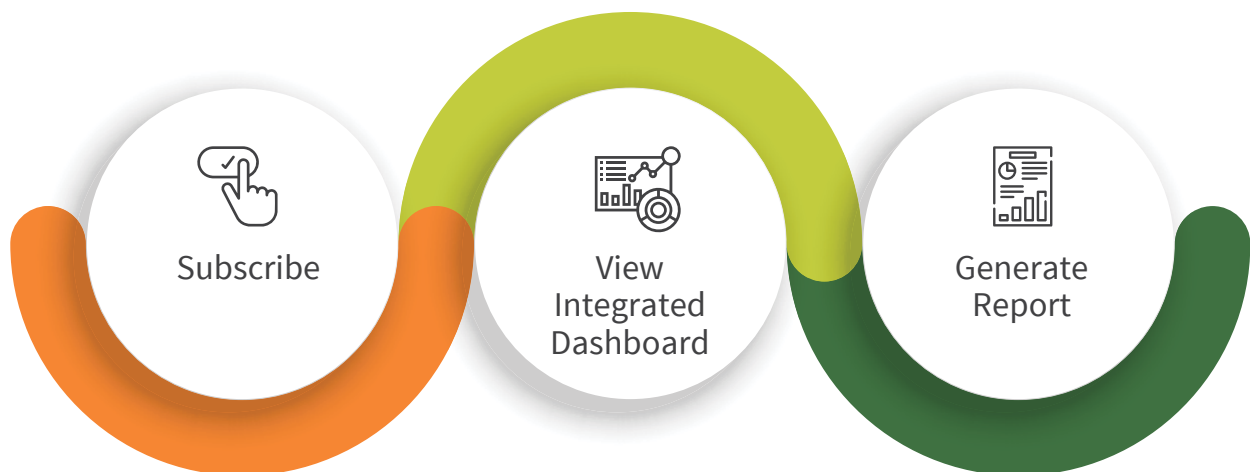 Subscribe
View
Integrated
Dashboard
Generate
Report